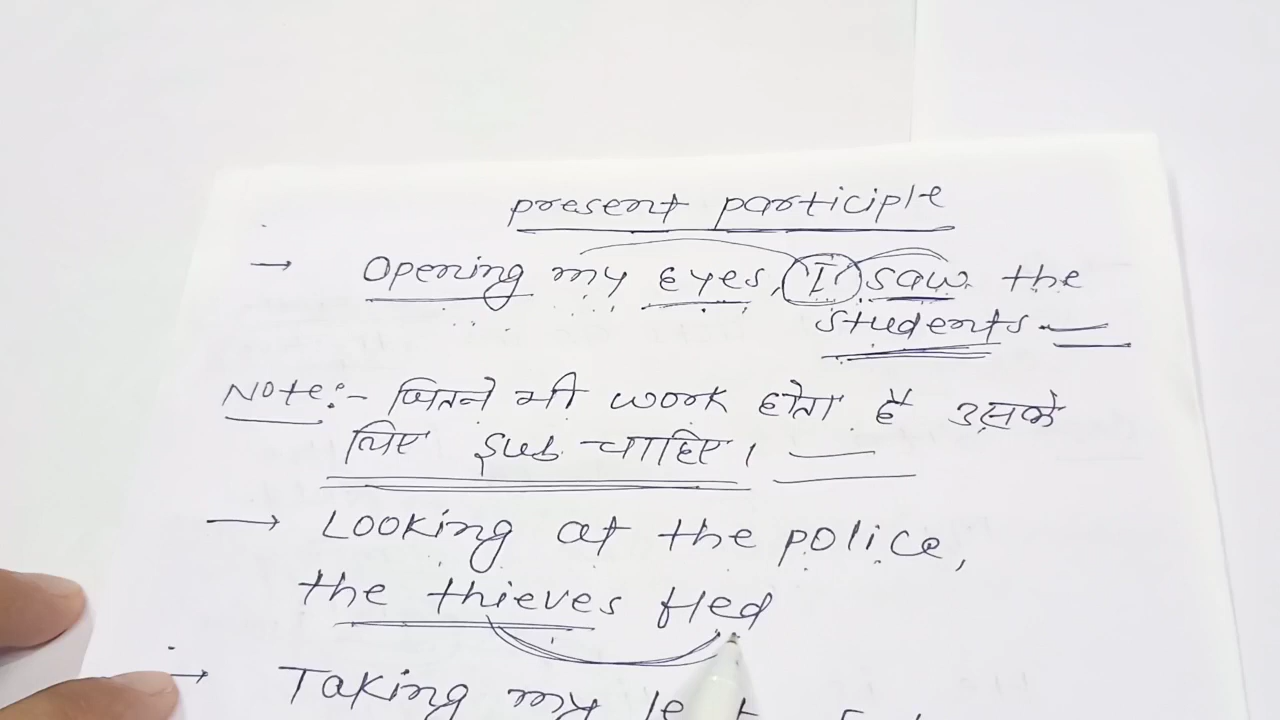 present participle
→ Opening my Eyes, I saw the
students.
Note:- जितने भी work होता है उसके
लिए sub चाहिए।
→ Looking at the police,
the thieves fled
→ Taking my